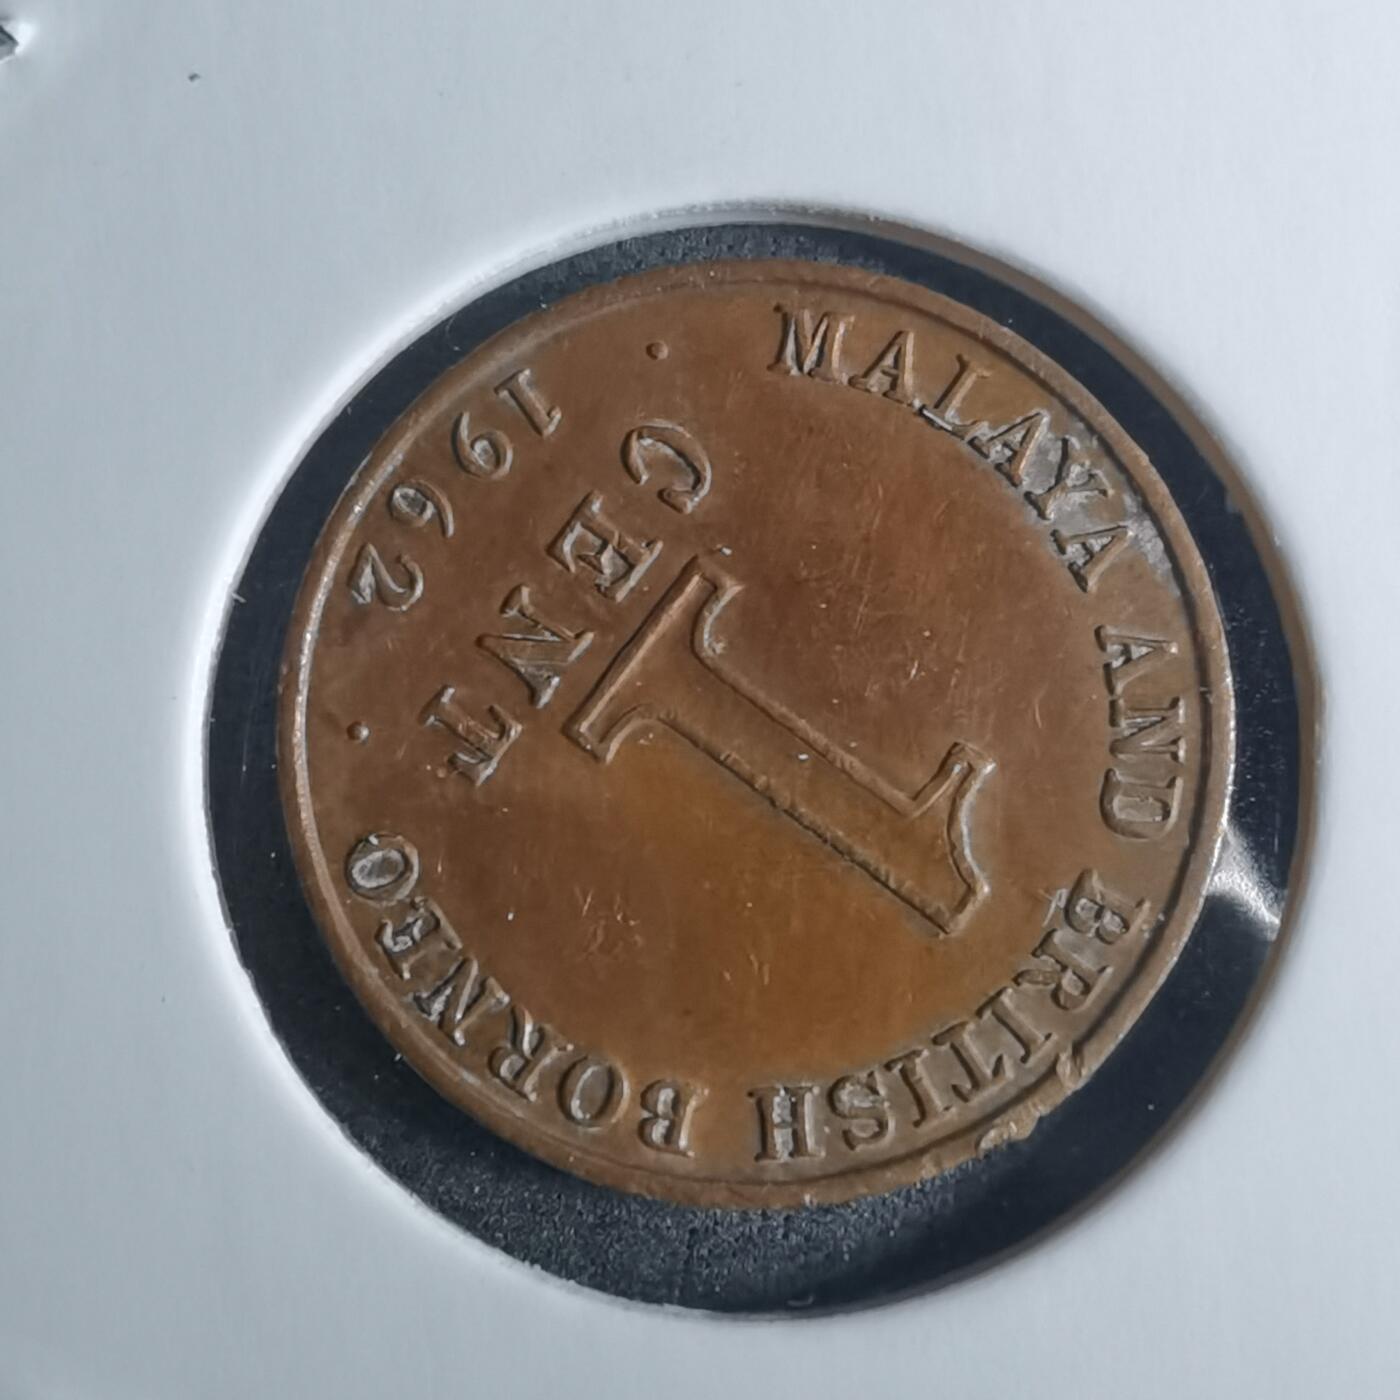 MALAYA AND BRITISH BORNEO
1
CENT
· 1962 ·